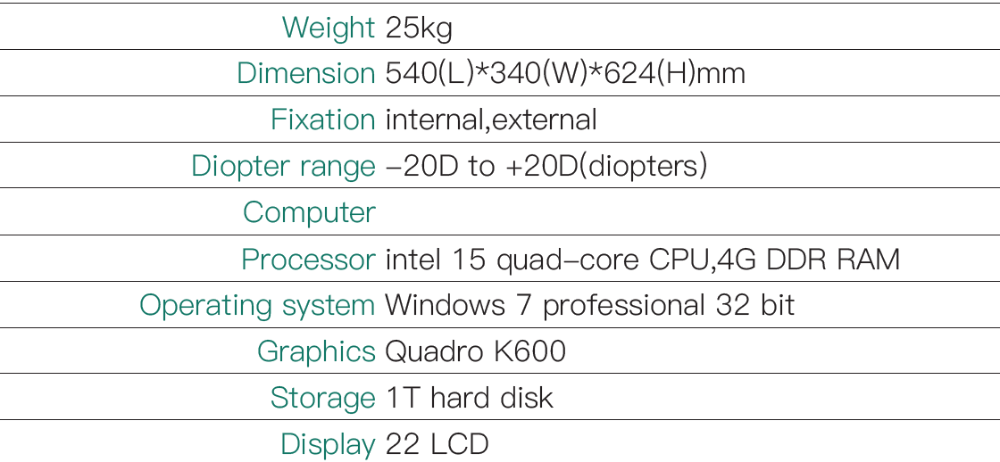 Weight 25kg
Dimension 540(L)*340(W)*624(H)mm
Fixation internal,external
Diopter range -20D to +20D(diopters)
Computer
Processor intel 15 quad-core CPU,4G DDR RAM
Operating system Windows 7 professional 32 bit
Graphics Quadro K600
Storage 1T hard disk
Display 22 LCD